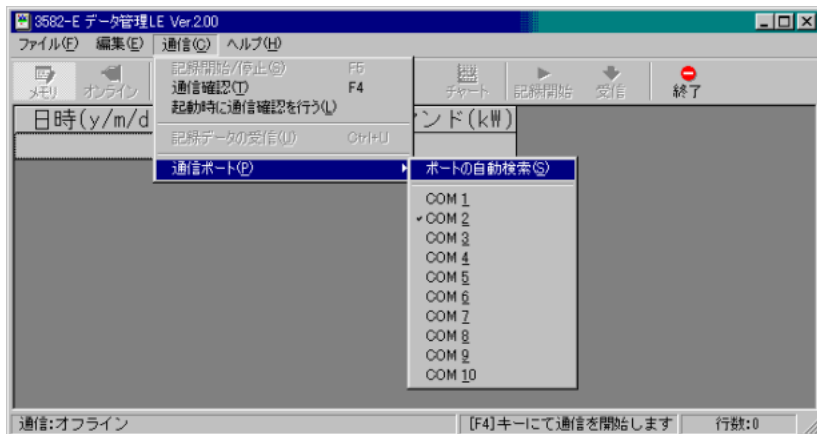 3582-E データ管理LE Ver.2.00
ファイル(F) 編集(E) 通信(C) ヘルプ(H)
メモリ オンライン チャート 記録開始 受信 終了
記録開始/停止(S) F5
通信確認(T) F4
起動時に通信確認を行う(L)
記録データの受信(U) Ctrl+U
通信ポート(P)
日時(y/m/d ンド(kW)
ポートの自動検索(S)
COM 1
COM 2
COM 3
COM 4
COM 5
COM 6
COM 7
COM 8
COM 9
COM 10
通信:オフライン [F4]キーにて通信を開始します 行数:0